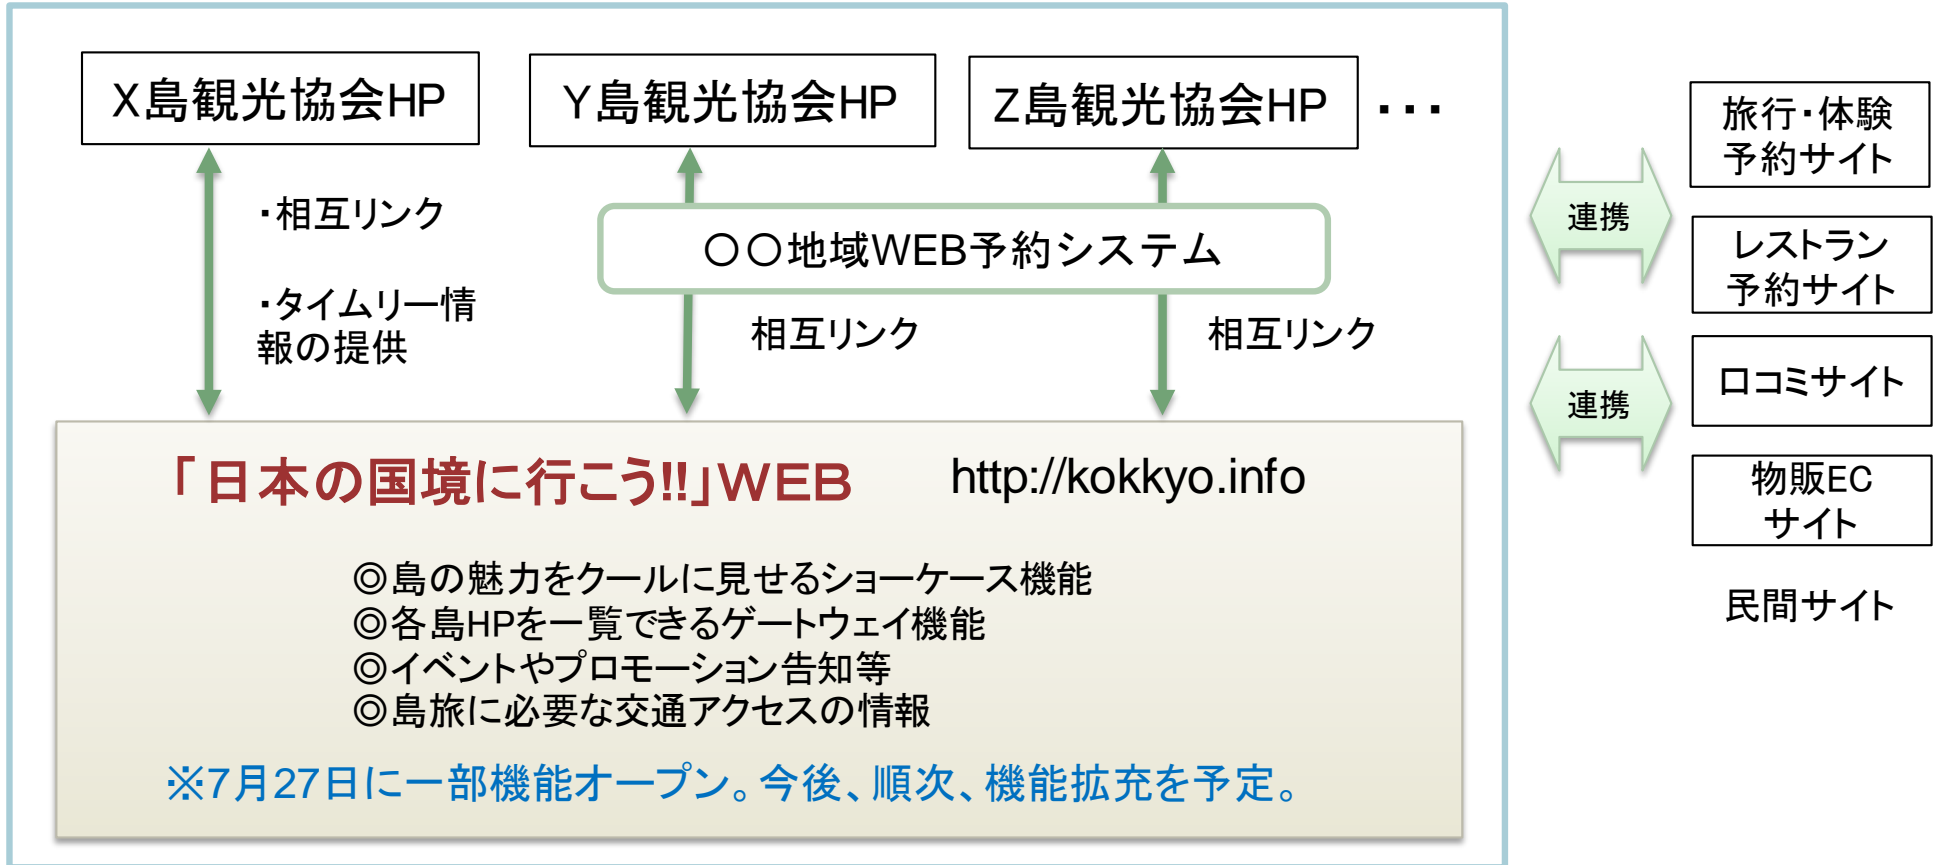 X島観光協会HP
Y島観光協会HP
Z島観光協会HP
・・・
・相互リンク
・タイムリー情
報の提供
〇〇地域WEB予約システム
相互リンク
相互リンク
「日本の国境に行こう!!」WEB
http://kokkyo.info
◎島の魅力をクールに見せるショーケース機能
◎各島HPを一覧できるゲートウェイ機能
◎イベントやプロモーション告知等
◎島旅に必要な交通アクセスの情報
※7月27日に一部機能オープン。今後、順次、機能拡充を予定。
連携
連携
旅行・体験
予約サイト
レストラン
予約サイト
口コミサイト
物販EC
サイト
民間サイト